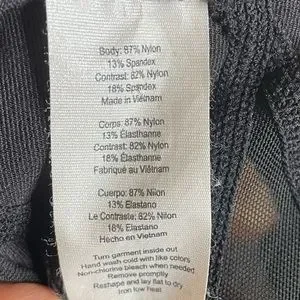 Body: 87% Nylon
13% Spandex
Contrast: 82% Nylon
18% Spandex
Made in Vietnam
Corps: 87% Nylon
13% Élasthanne
Contrast: 82% Nylon
18% Élasthanne
Fabriqué au Viêtnam
Cuerpo: 87% Nilon
13% Elastano
Le Contraste: 82% Nilon
18% Elastano
Hecho en Vietnam
Turn garment inside out
Hand wash cold with like colors
Non-chlorine bleach when needed
Remove promptly
Reshape and lay flat to dry
Iron low heat